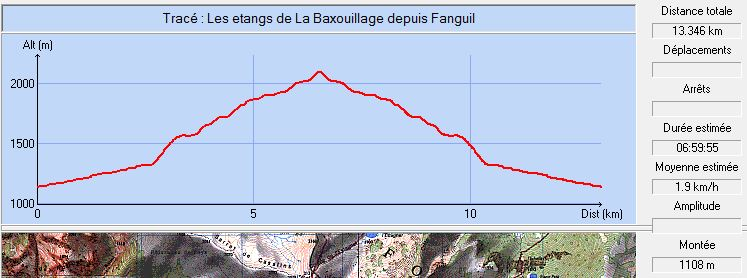 Tracé : Les etangs de La Baxouillage depuis Fanguil
Alt (m)
2000
1500
1000
0
5
10
Dist (km)
Distance totale
13.346 km
Déplacements
Arrêts
Durée estimée
06:59:55
Moyenne estimée
1.9 km/h
Amplitude
Montée
1108 m